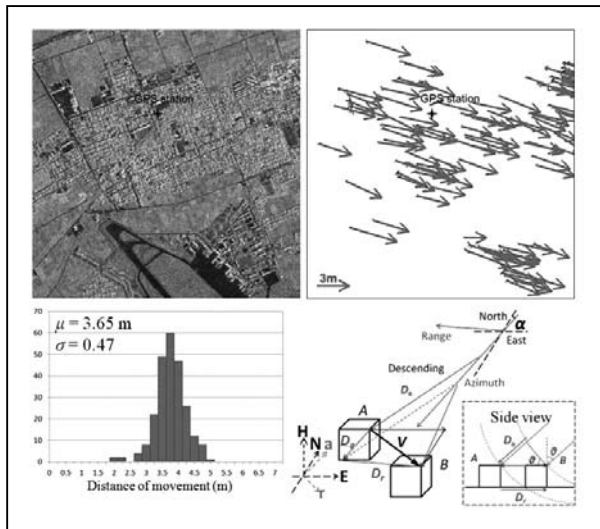 GPS station
GPS station
3m
μ = 3.65 m
σ = 0.47
70
60
50
40
30
20
10
0
0 0.5 1 1.5 2 2.5 3 3.5 4 4.5 5 5.5 6 6.5 7
Distance of movement (m)
North
α
Range
East
Descending
Azimuth
A
H
N
a
E
r
V
B
Side view
A
θ
θ
B